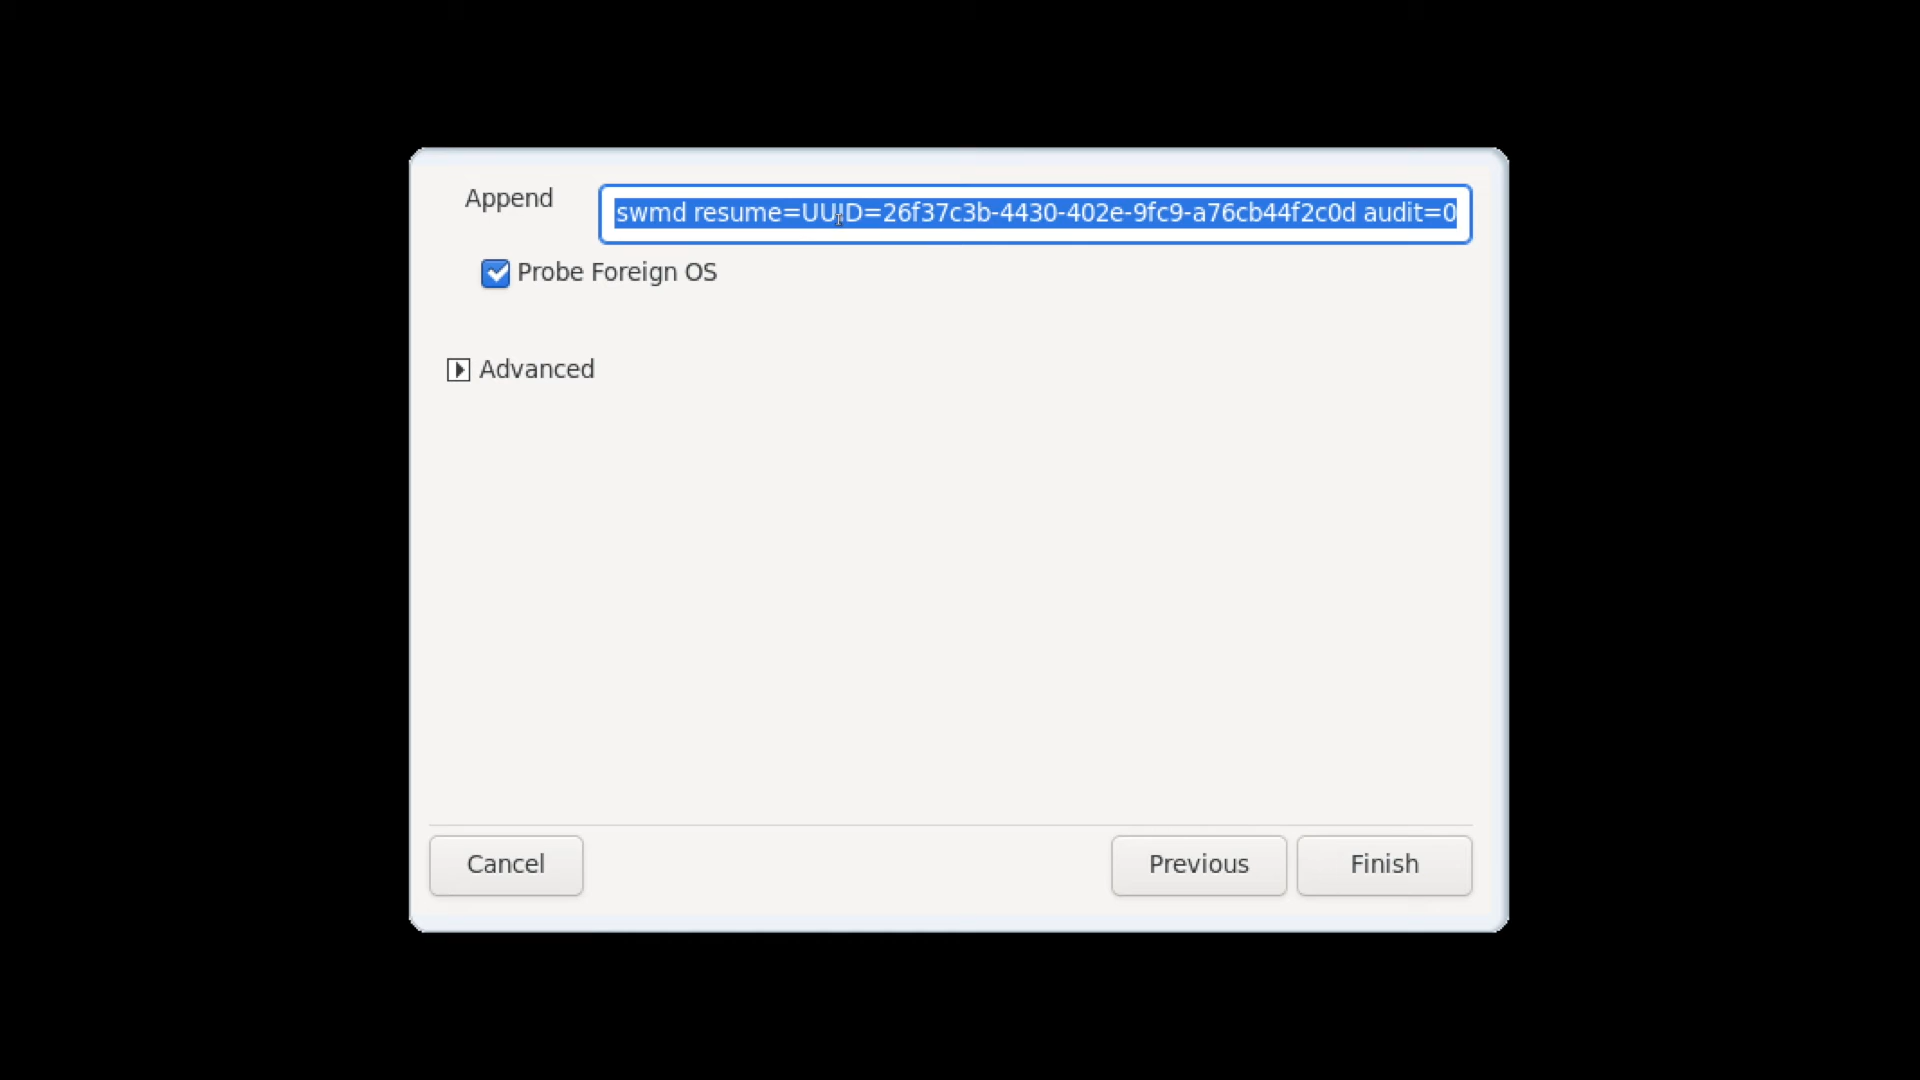 Append
swmd resume=UUID=26f37c3b-4430-402e-9fc9-a76cb44f2c0d audit=0
Probe Foreign OS
Advanced
Cancel
Previous
Finish